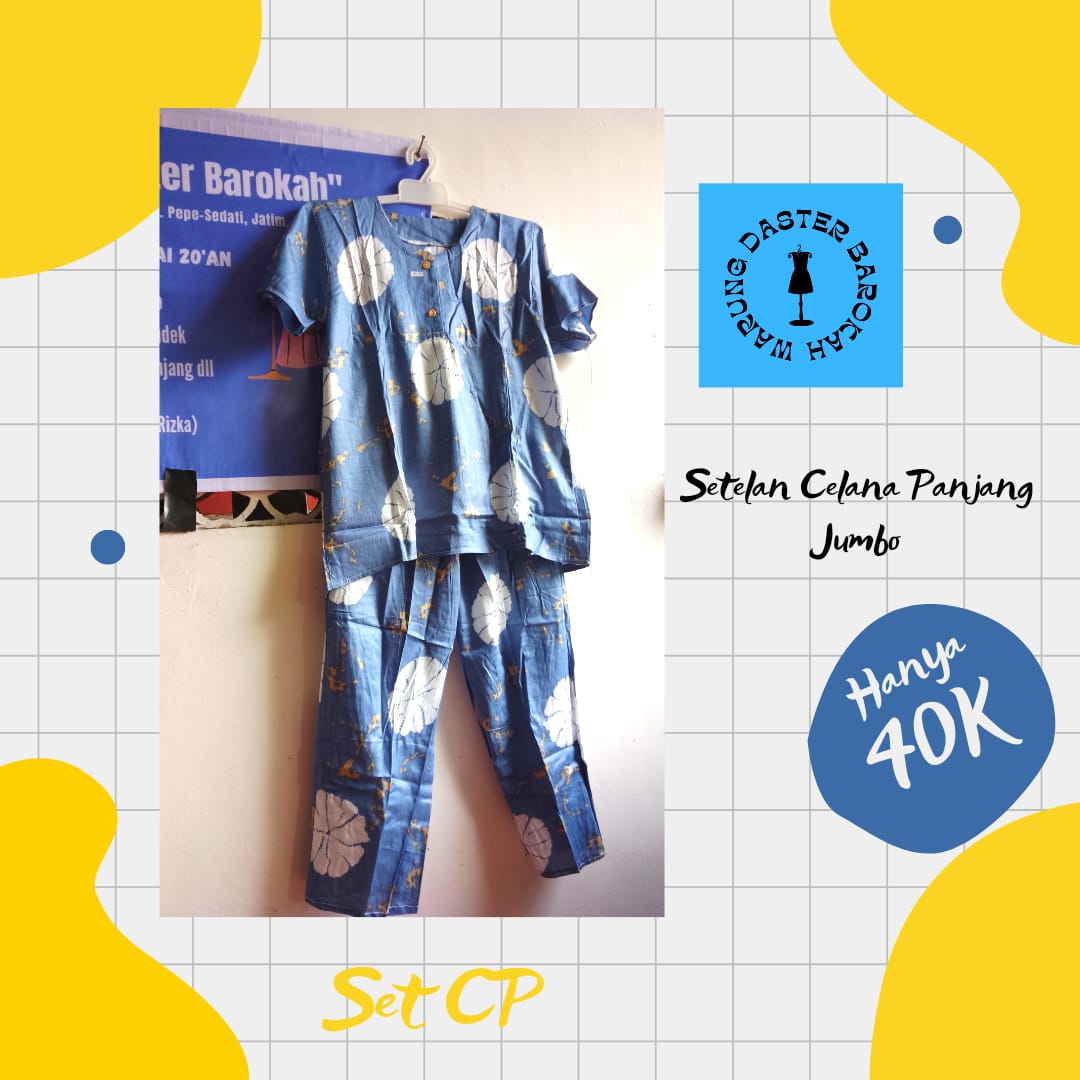 er Barokah"
. Pepe-Sedati, Jatim
AI 20'AN
dek
njang dll
Rizka)
WARUNG DASTER BAROKAH
Setelan Celana Panjang
Jumbo
Hanya
40K
Set CP